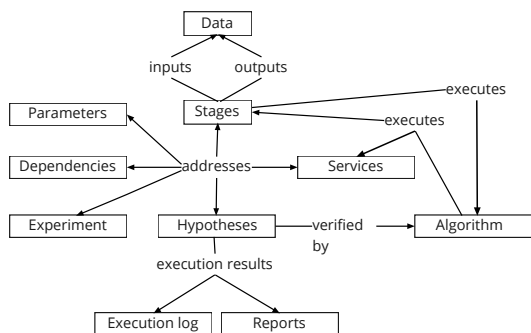 Data
inputs
outputs
executes
Stages
executes
Parameters
Dependencies
addresses
Services
Experiment
Hypotheses
verified
by
Algorithm
execution results
Execution log
Reports